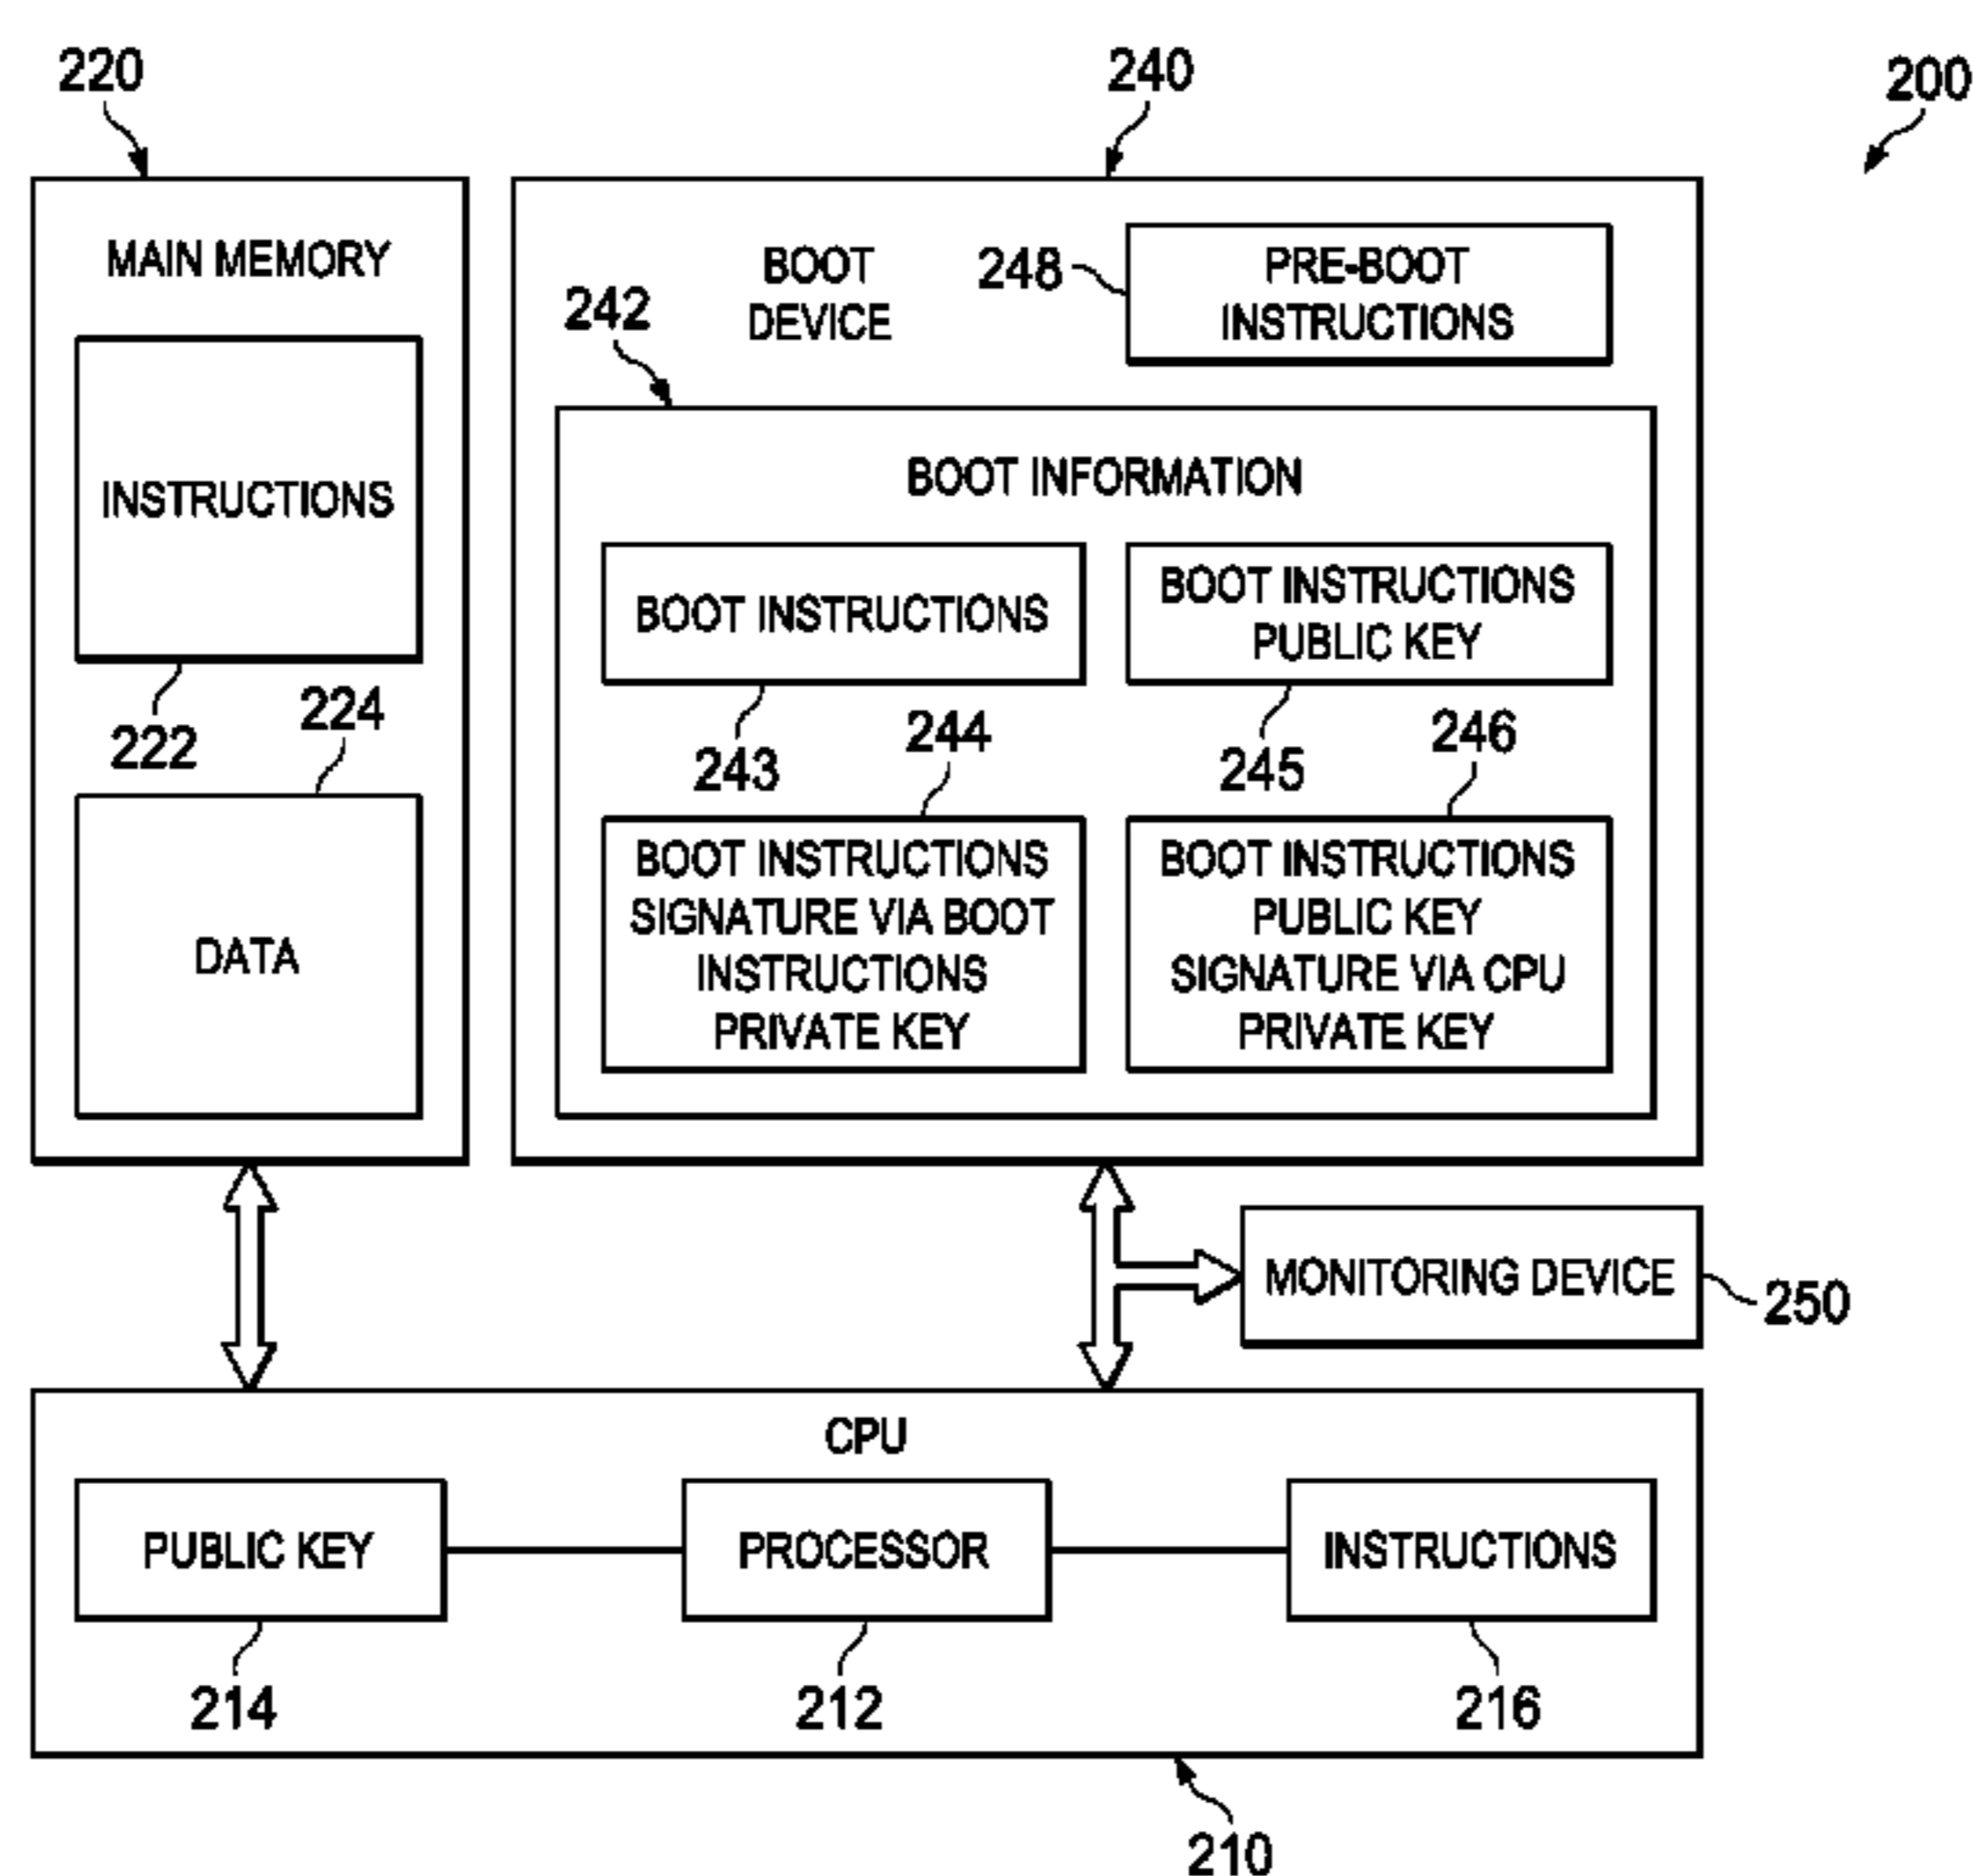 220
240
200
MAIN MEMORY
BOOT
DEVICE
248
PRE-BOOT
INSTRUCTIONS
242
INSTRUCTIONS
BOOT INFORMATION
BOOT INSTRUCTIONS
BOOT INSTRUCTIONS
PUBLIC KEY
222
224
243
244
245
246
DATA
BOOT INSTRUCTIONS
SIGNATURE VIA BOOT
INSTRUCTIONS
PRIVATE KEY
BOOT INSTRUCTIONS
PUBLIC KEY
SIGNATURE VIA CPU
PRIVATE KEY
MONITORING DEVICE
250
CPU
PUBLIC KEY
PROCESSOR
INSTRUCTIONS
214
212
216
210